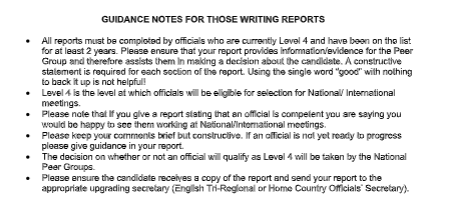 GUIDANCE NOTES FOR THOSE WRITING REPORTS
• All reports must be completed by officials who are currently Level 4 and have been on the list
for at least 2 years. Please ensure that your report provides information/evidence for the Peer
Group and therefore assists them in making a decision about the candidate. A constructive
statement is required for each section of the report. Using the single word "good" with nothing
to back it up is not helpful!
• Level 4 is the level at which officials will be eligible for selection for National/ International
meetings.
• Please note that if you give a report stating that an official is competent you are saying you
would be happy to see them working at National/International meetings.
• Please keep your comments brief but constructive. If an official is not yet ready to progress
please give guidance in your report.
• The decision on whether or not an official will qualify as Level 4 will be taken by the National
Peer Groups.
• Please ensure the candidate receives a copy of the report and send your report to the
appropriate upgrading secretary (English Tri-Regional or Home Country Officials' Secretary).